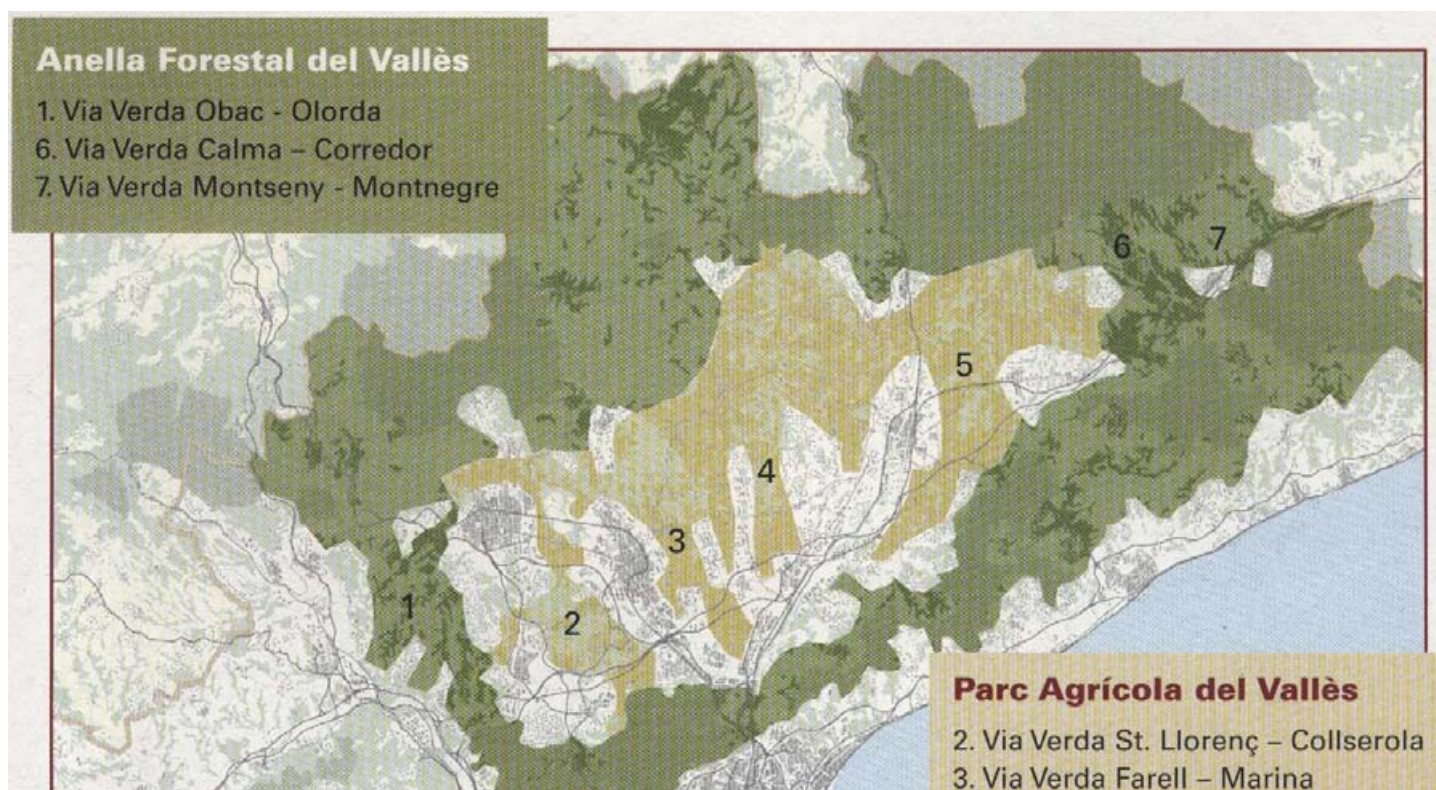 Anella Forestal del Vallès
1. Via Verda Obac - Olorda
6. Via Verda Calma – Corredor
7. Via Verda Montseny - Montnegre
6
7
5
4
3
1
2
Parc Agrícola del Vallès
2. Via Verda St. Llorenç – Collserola
3. Via Verda Farell – Marina